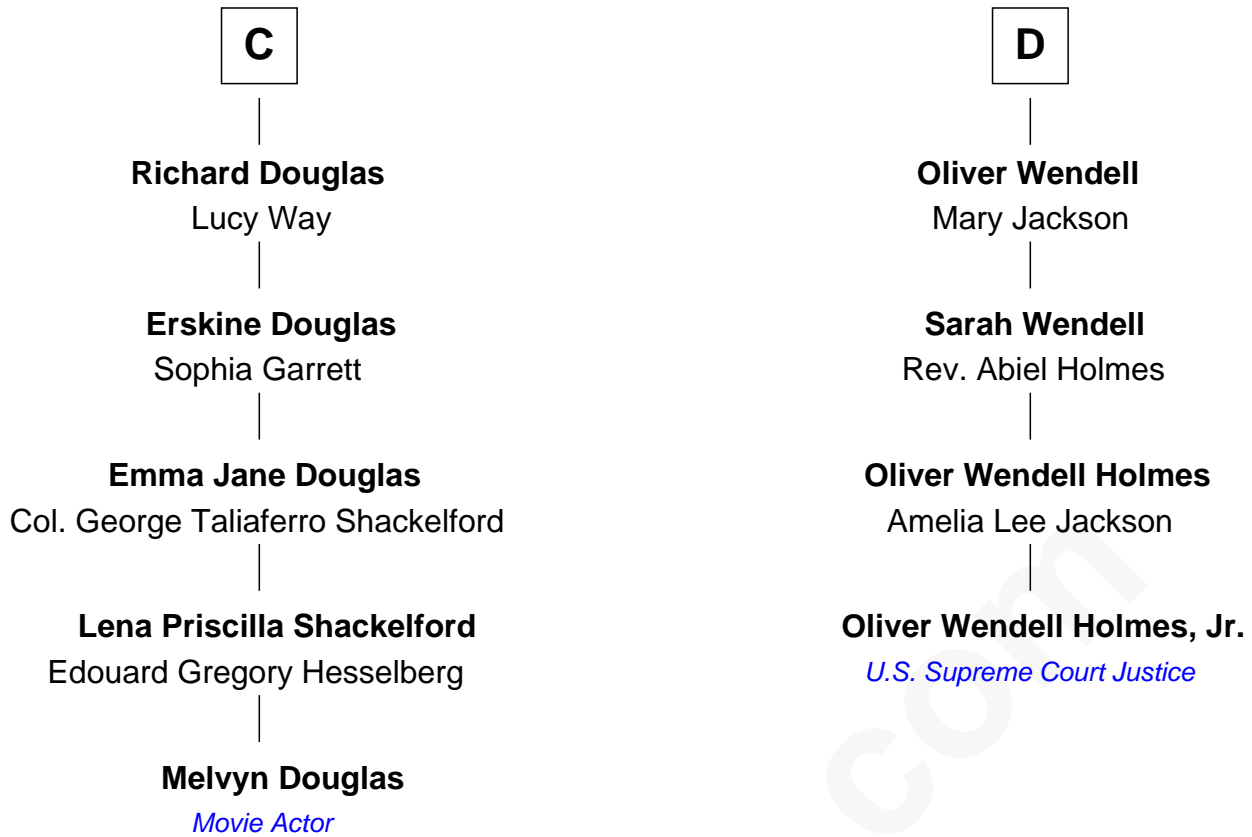 C
Richard Douglas
Lucy Way
Erskine Douglas
Sophia Garrett
Emma Jane Douglas
Col. George Taliaferro Shackelford
Lena Priscilla Shackelford
Edouard Gregory Hesselberg
Melvyn Douglas
Movie Actor
D
Oliver Wendell
Mary Jackson
Sarah Wendell
Rev. Abiel Holmes
Oliver Wendell Holmes
Amelia Lee Jackson
Oliver Wendell Holmes, Jr.
U.S. Supreme Court Justice
com